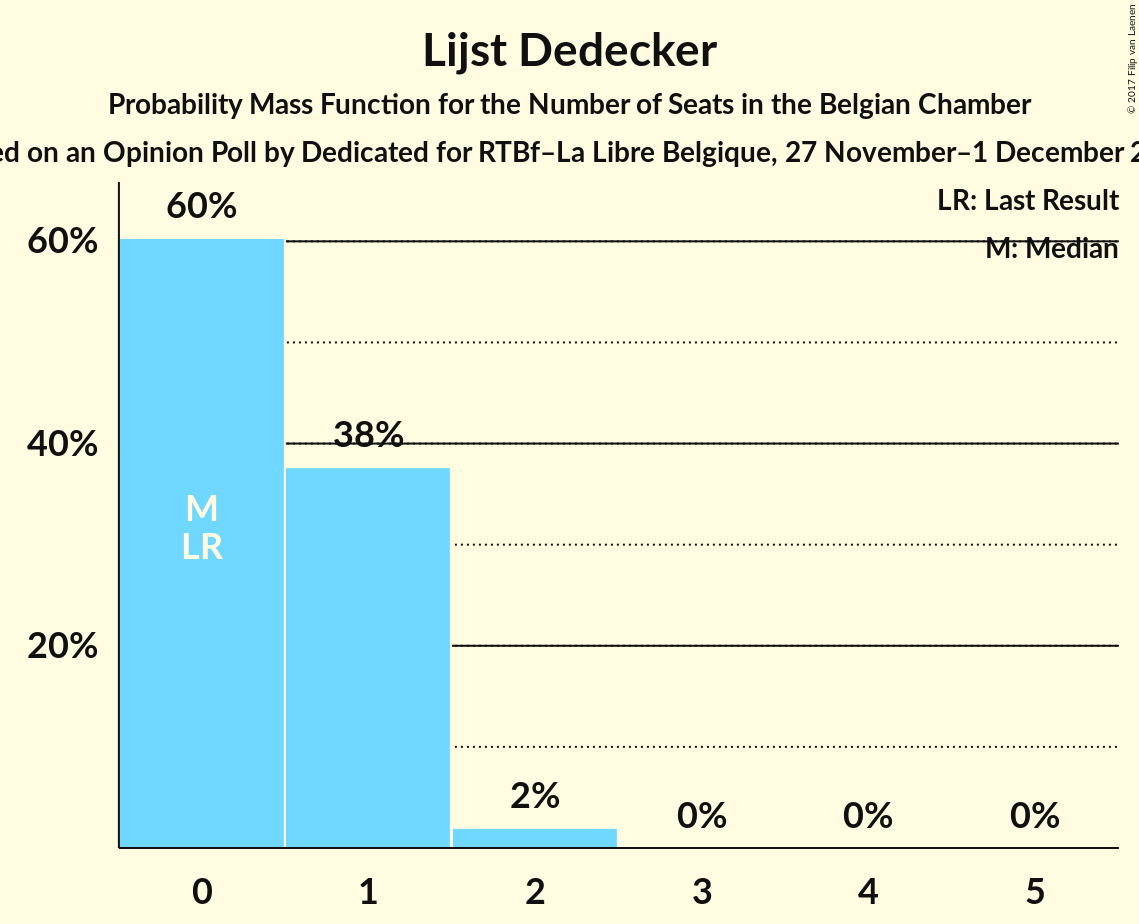 Lijst Dedecker
Probability Mass Function for the Number of Seats in the Belgian Chamber
on an Opinion Poll by Dedicated for RTBf–La Libre Belgique, 27 November–1 December
© 2017 Filip van Laenen
LR: Last Result
M: Median
60%
40%
20%
60%
38%
2%
0%
0%
0%
M
LR
0 1 2 3 4 5